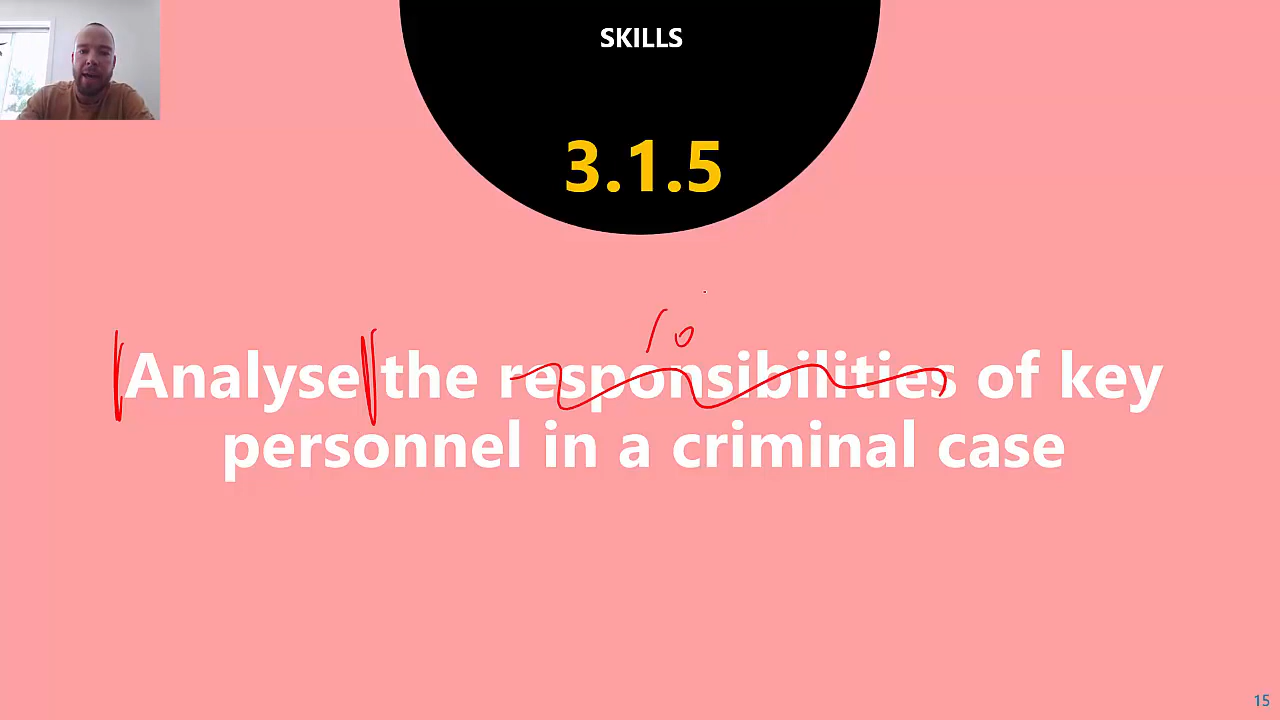 SKILLS
3.1.5
Analyse the responsibilities of key
personnel in a criminal case
15